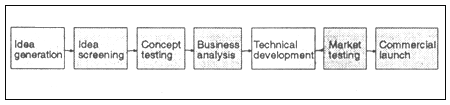 Idea
generation
Idea
screening
Concept
testing
Business
analysis
Technical
development
Market
testing
Commercial
launch